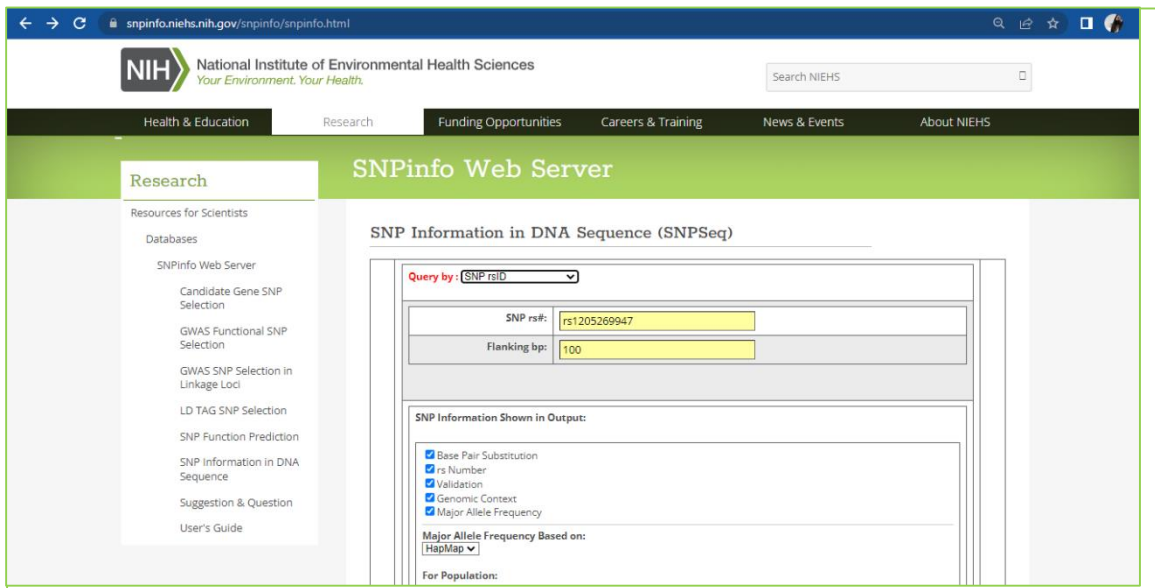 snpinfo.niehs.nih.gov/snpinfo/snpinfo.html
NIH
National Institute of Environmental Health Sciences
Your Environment. Your Health.
Search NIEHS
Health & Education Research Funding Opportunities Careers & Training News & Events About NIEHS
SNPinfo Web Server
Research
Resources for Scientists
Databases
SNPinfo Web Server
Candidate Gene SNP
Selection
GWAS Functional SNP
Selection
GWAS SNP Selection in
Linkage Loci
LD TAG SNP Selection
SNP Function Prediction
SNP Information in DNA
Sequence
Suggestion & Question
User's Guide
SNP Information in DNA Sequence (SNPSeq)
Query by : SNP rsID
SNP rs#: rs1205269947
Flanking bp: 100
SNP Information Shown in Output:
Base Pair Substitution
rs Number
Validation
Genomic Context
Major Allele Frequency
Major Allele Frequency Based on:
HapMap
For Population: